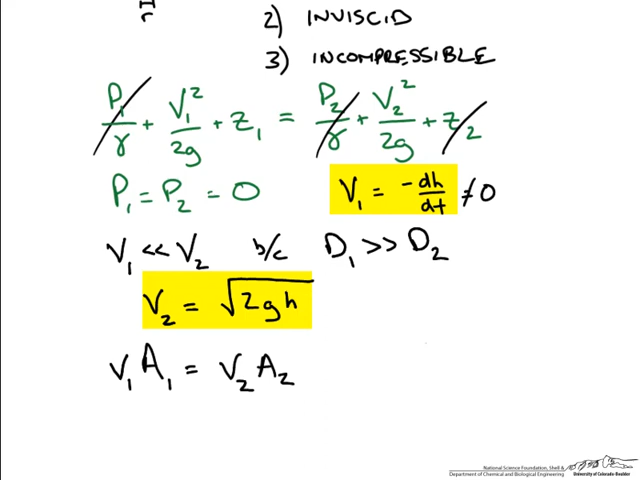 2) INVISCID
3) INCOMPRESSIBLE
P₁/γ + V₁²/2g + z₁ = P₂/γ + V₂²/2g + z₂
P₁ = P₂ = 0 V₁ = -dh/dt ≠ 0
V₁ << V₂ b/c D₁ >> D₂
V₂ = √2gh
V₁A₁ = V₂A₂
National Science Foundation, Shell &
Department of Chemical and Biological Engineering
University of Colorado Boulder